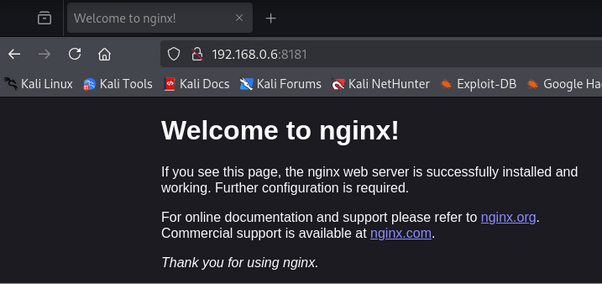 Welcome to nginx!
192.168.0.6:8181
Kali Linux Kali Tools Kali Docs Kali Forums Kali NetHunter Exploit-DB Google Ha
Welcome to nginx!
If you see this page, the nginx web server is successfully installed and
working. Further configuration is required.
For online documentation and support please refer to nginx.org.
Commercial support is available at nginx.com.
Thank you for using nginx.